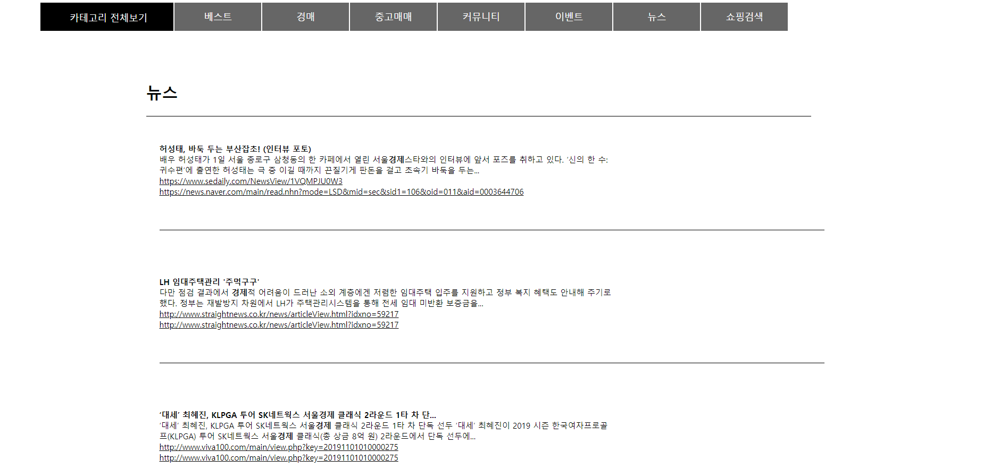 카테고리 전체보기 베스트 경매 중고매매 커뮤니티 이벤트 뉴스 쇼핑검색
뉴스
허성태, 바둑 두는 부산잡초! (인터뷰 포토)
배우 허성태가 1일 서울 종로구 삼청동의 한 카페에서 열린 서울경제스타와의 인터뷰에 앞서 포즈를 취하고 있다. ‘신의 한 수:
귀수편’에 출연한 허성태는 극 중 이길 때까지 끈질기게 판돈을 걸고 초속기 바둑을 두는...
https://www.sedaily.com/NewsView/1VQMPJU0W3
https://news.naver.com/main/read.nhn?mode=LSD&mid=sec&sid1=106&oid=011&aid=0003644706
LH 임대주택관리 '주먹구구'
다만 점검 결과에서 경제적 어려움이 드러난 소외 계층에겐 저렴한 임대주택 입주를 지원하고 정부 복지 혜택도 안내해 주기로
했다. 정부는 재발방지 차원에서 LH가 주택관리시스템을 통해 전세 임대 미반환 보증금을...
http://www.straightnews.co.kr/news/articleView.html?idxno=59217
http://www.straightnews.co.kr/news/articleView.html?idxno=59217
‘대세’ 최혜진, KLPGA 투어 SK네트웍스 서울경제 클래식 2라운드 1타 차 단...
‘대세’ 최혜진, KLPGA 투어 SK네트웍스 서울경제 클래식 2라운드 1타 차 단독 선두 ‘대세’ 최혜진이 2019 시즌 한국여자프로골
프(KLPGA) 투어 SK네트웍스 서울경제 클래식(총 상금 8억 원) 2라운드에서 단독 선두에...
http://www.viva100.com/main/view.php?key=20191101010000275
http://www.viva100.com/main/view.php?key=20191101010000275